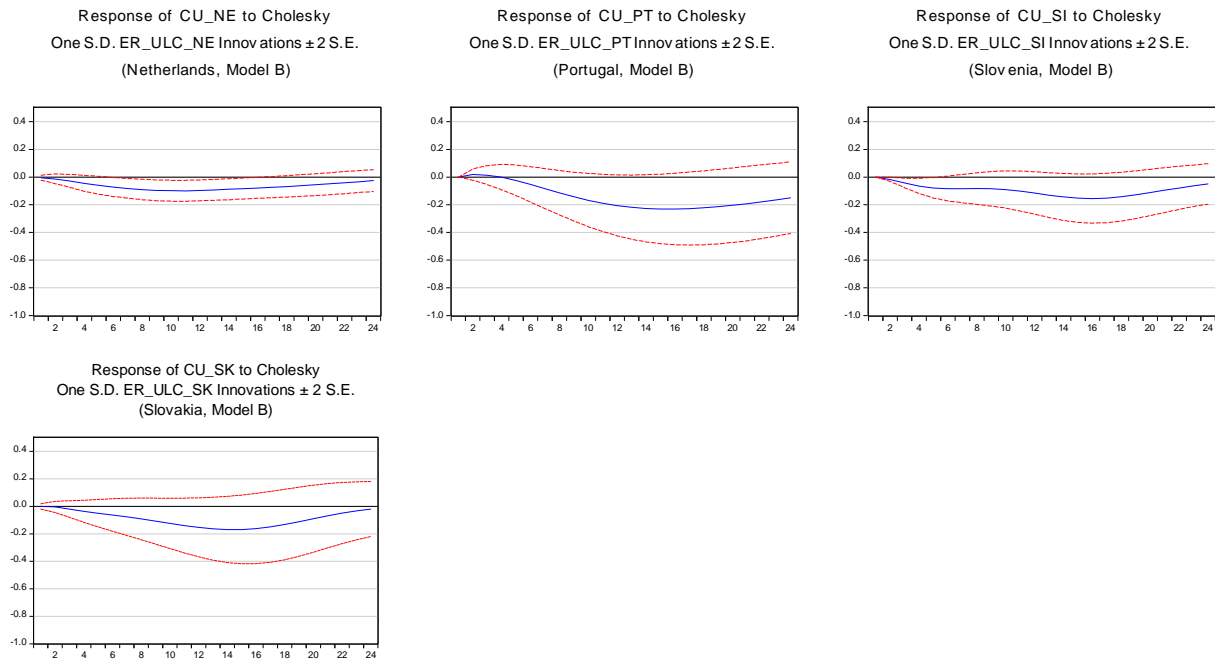 Response of CU_NE to Cholesky
One S.D. ER_ULC_NE Innovations ± 2 S.E.
(Netherlands, Model B)
0.4
0.2
0.0
-0.2
-0.4
-0.6
-0.8
-1.0
2 4 6 8 10 12 14 16 18 20 22 24
Response of CU_PT to Cholesky
One S.D. ER_ULC_PT Innovations ± 2 S.E.
(Portugal, Model B)
0.4
0.2
0.0
-0.2
-0.4
-0.6
-0.8
-1.0
2 4 6 8 10 12 14 16 18 20 22 24
Response of CU_SI to Cholesky
One S.D. ER_ULC_SI Innovations ± 2 S.E.
(Slovenia, Model B)
0.4
0.2
0.0
-0.2
-0.4
-0.6
-0.8
-1.0
2 4 6 8 10 12 14 16 18 20 22 24
Response of CU_SK to Cholesky
One S.D. ER_ULC_SK Innovations ± 2 S.E.
(Slovakia, Model B)
0.4
0.2
0.0
-0.2
-0.4
-0.6
-0.8
-1.0
2 4 6 8 10 12 14 16 18 20 22 24